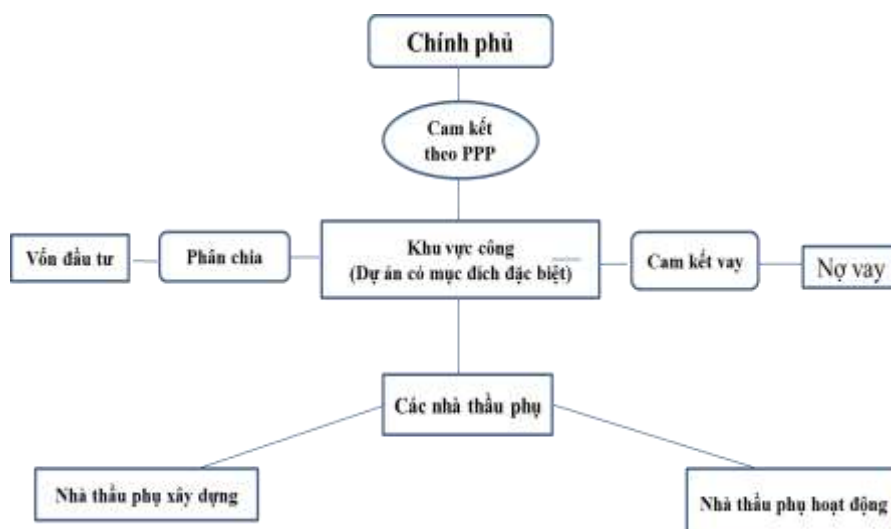 Chính phủ
Cam kết
theo PPP
Vốn đầu tư
Phân chia
Khu vực công
(Dự án có mục đích đặc biệt)
Cam kết vay
Nợ vay
Các nhà thầu phụ
Nhà thầu phụ xây dựng
Nhà thầu phụ hoạt động